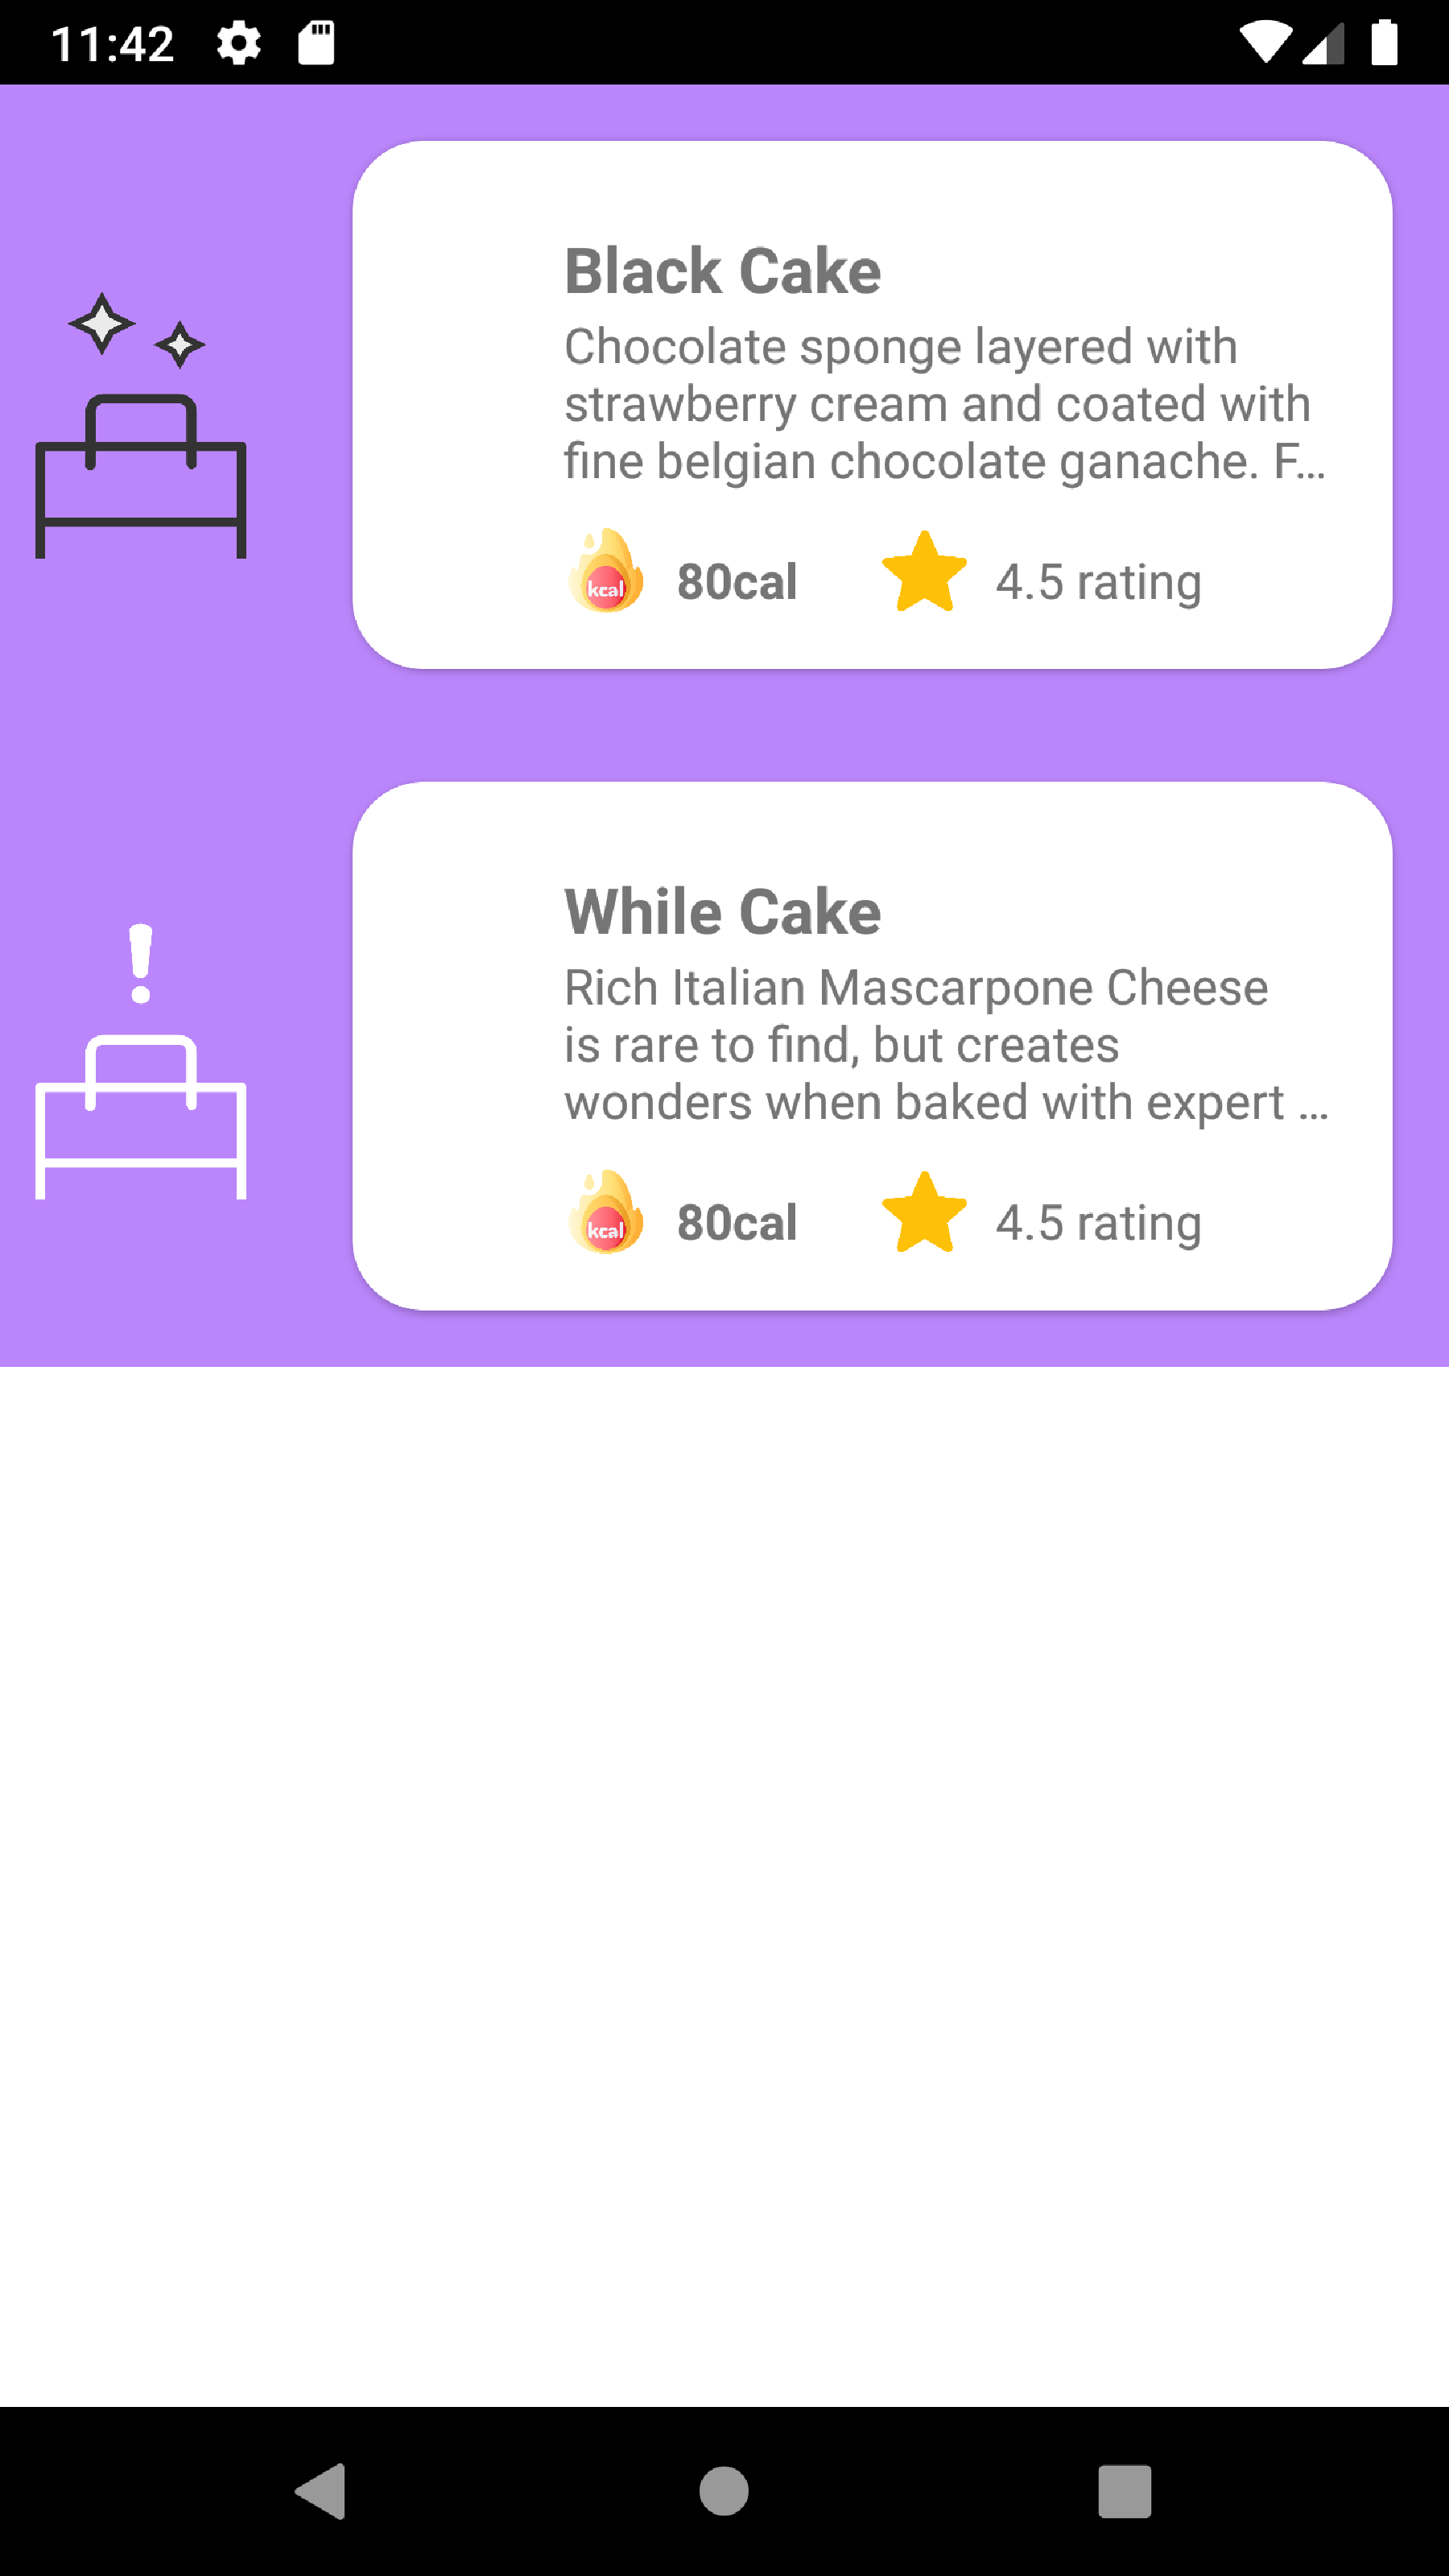 11:42
Black Cake
Chocolate sponge layered with
strawberry cream and coated with
fine belgian chocolate ganache. F...
kcal 80cal 4.5 rating
!
While Cake
Rich Italian Mascarpone Cheese
is rare to find, but creates
wonders when baked with expert ...
kcal 80cal 4.5 rating